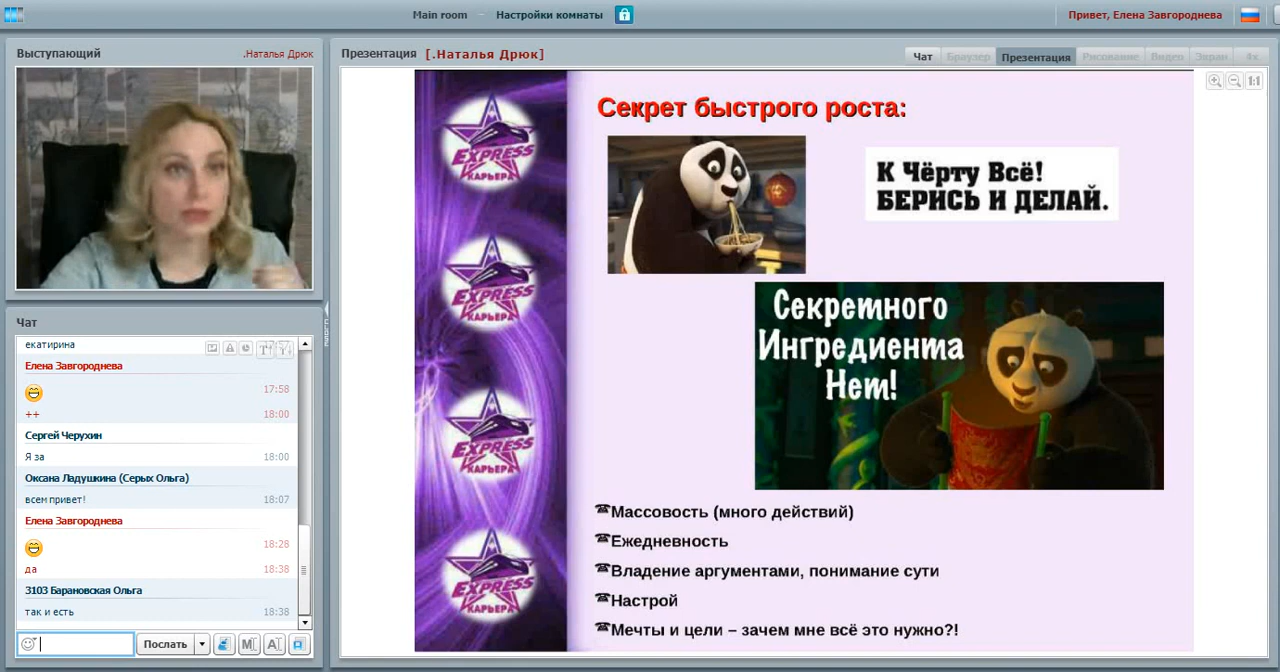 Main room
Настройки комнаты
Привет, Елена Завгороднева
Выступающий
.Наталья Дрюк
Презентация [.Наталья Дрюк]
Чат
Браузер
Презентация
Рисование
Видео
Экран
4x
1:1
Секрет быстрого роста:
К Чёрту Всё!
БЕРИСЬ И ДЕЛАЙ.
Секретного
Ингредиента
Нет!
EXPRESS
КАРЬЕРА
EXPRESS
КАРЬЕРА
EXPRESS
КАРЬЕРА
EXPRESS
КАРЬЕРА
Массовость (много действий)
Ежедневность
Владение аргументами, понимание сути
Настрой
Мечты и цели – зачем мне всё это нужно?!
Чат
екатирина
Елена Завгороднева
17:58
++ 18:00
Сергей Черухин
Я за 18:00
Оксана Ладушкина (Серых Ольга)
всем привет! 18:07
Елена Завгороднева
18:28
да 18:38
3103 Барановская Ольга
так и есть 18:38
Послать